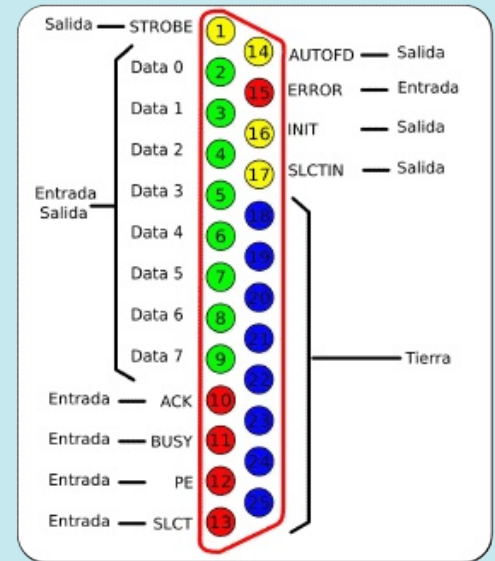 Salida STROBE 1
14 AUTOFD Salida
Data 0 2
15 ERROR Entrada
Data 1 3
16 INIT Salida
Data 2 4
17 SLCTIN Salida
Data 3 5
Entrada
Salida
18
Data 4 6
19
Data 5 7
20
Data 6 8
21
Data 7 9
Tierra
22
Entrada ACK 10
23
Entrada BUSY 11
24
Entrada PE 12
25
Entrada SLCT 13